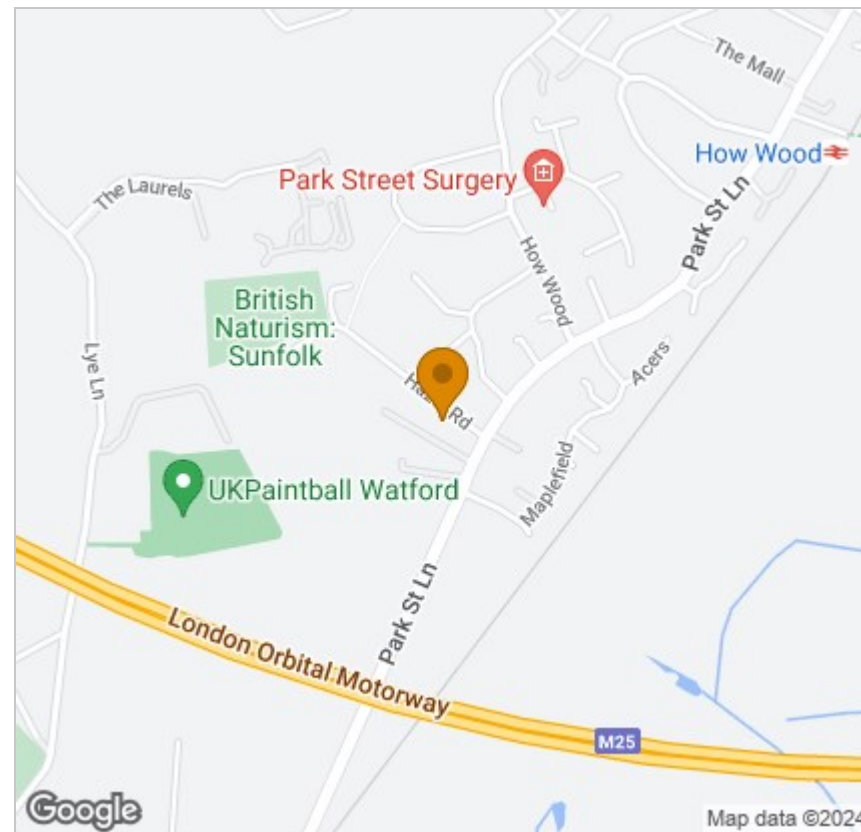 The Mall
How Wood
Park Street Surgery
The Laurels
Park St Ln
How Wood
British
Naturism:
Sunfolk
Lye Ln
Acers
Rd
UKPaintball Watford
Maplefield
Park St Ln
London Orbital Motorway
M25
Google
Map data ©2024